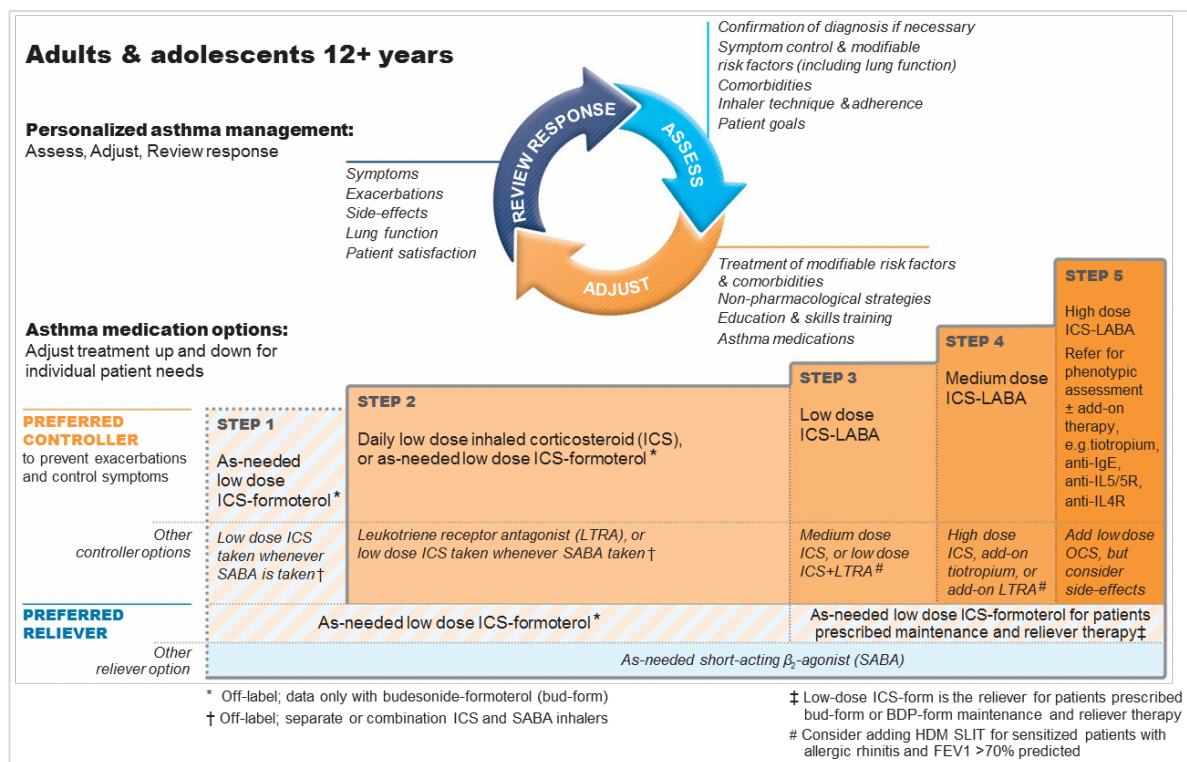 Adults & adolescents 12+ years
Personalized asthma management:
Assess, Adjust, Review response
Confirmation of diagnosis if necessary
Symptom control & modifiable
risk factors (including lung function)
Comorbidities
Inhaler technique & adherence
Patient goals
REVIEW RESPONSE
ASSESS
ADJUST
Symptoms
Exacerbations
Side-effects
Lung function
Patient satisfaction
Treatment of modifiable risk factors
& comorbidities
Non-pharmacological strategies
Education & skills training
Asthma medications
Asthma medication options:
Adjust treatment up and down for
individual patient needs
PREFERRED
CONTROLLER
to prevent exacerbations
and control symptoms
STEP 1
As-needed
low dose
ICS-formoterol *
STEP 2
Daily low dose inhaled corticosteroid (ICS),
or as-needed low dose ICS-formoterol *
STEP 3
Low dose
ICS-LABA
STEP 4
Medium dose
ICS-LABA
STEP 5
High dose
ICS-LABA
Refer for
phenotypic
assessment
± add-on
therapy,
e.g.tiotropium,
anti-IgE,
anti-IL5/5R,
anti-IL4R
Other
controller options
Low dose ICS
taken whenever
SABA is taken †
Leukotriene receptor antagonist (LTRA), or
low dose ICS taken whenever SABA taken †
Medium dose
ICS, or low dose
ICS+LTRA #
High dose
ICS, add-on
tiotropium, or
add-on LTRA #
Add low dose
OCS, but
consider
side-effects
PREFERRED
RELIEVER
As-needed low dose ICS-formoterol *
As-needed low dose ICS-formoterol for patients
prescribed maintenance and reliever therapy‡
Other
reliever option
As-needed short-acting β₂-agonist (SABA)
* Off-label; data only with budesonide-formoterol (bud-form)
† Off-label; separate or combination ICS and SABA inhalers
‡ Low-dose ICS-form is the reliever for patients prescribed
bud-form or BDP-form maintenance and reliever therapy
# Consider adding HDM SLIT for sensitized patients with
allergic rhinitis and FEV1 >70% predicted